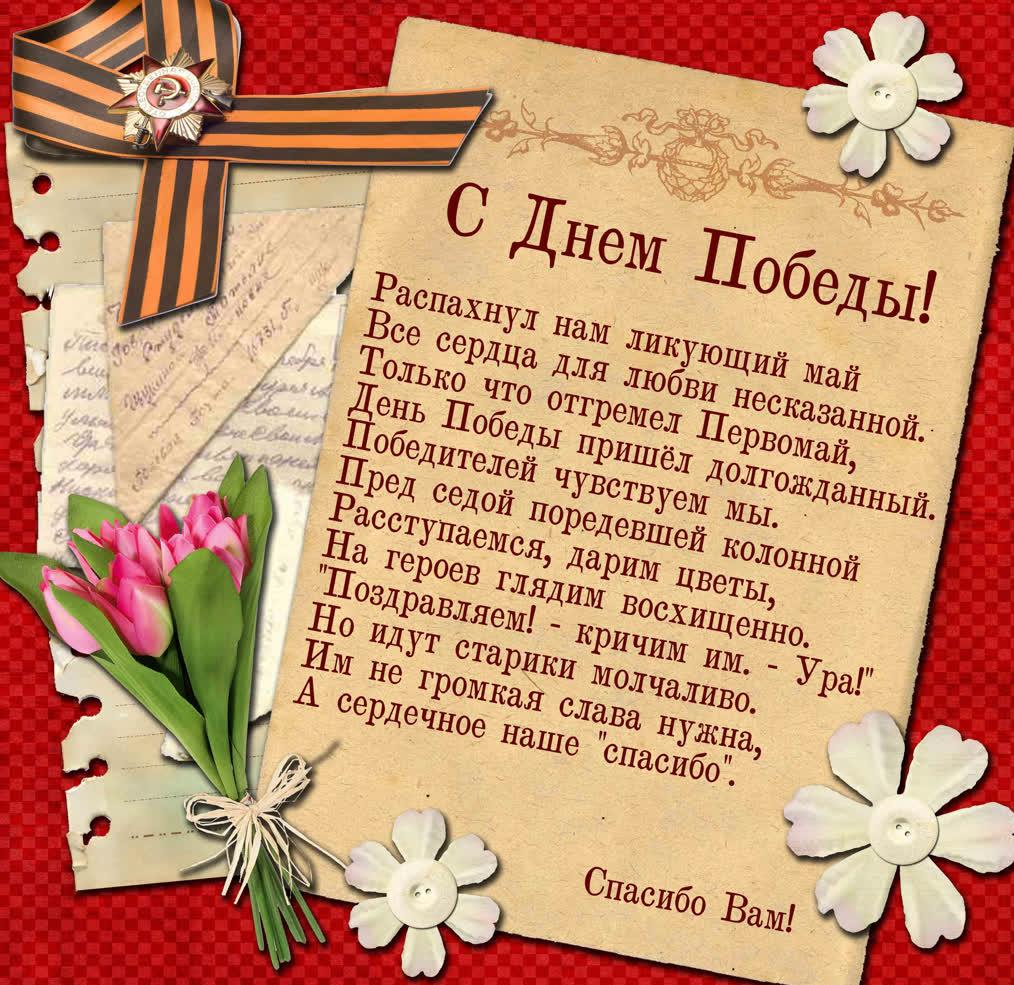 С Днем Победы!
Распахнул нам ликующий май
Все сердца для любви несказанной.
Только что отгремел Первомай,
День Победы пришёл долгожданный.
Победителей чувствуем мы.
Пред седой поредевшей колонной
Расступаемся, дарим цветы,
На героев глядим восхищенно.
"Поздравляем! - кричим им. - Ура!"
Но идут старики молчаливо.
Им не громкая слава нужна,
А сердечное наше "спасибо".
Спасибо Вам!